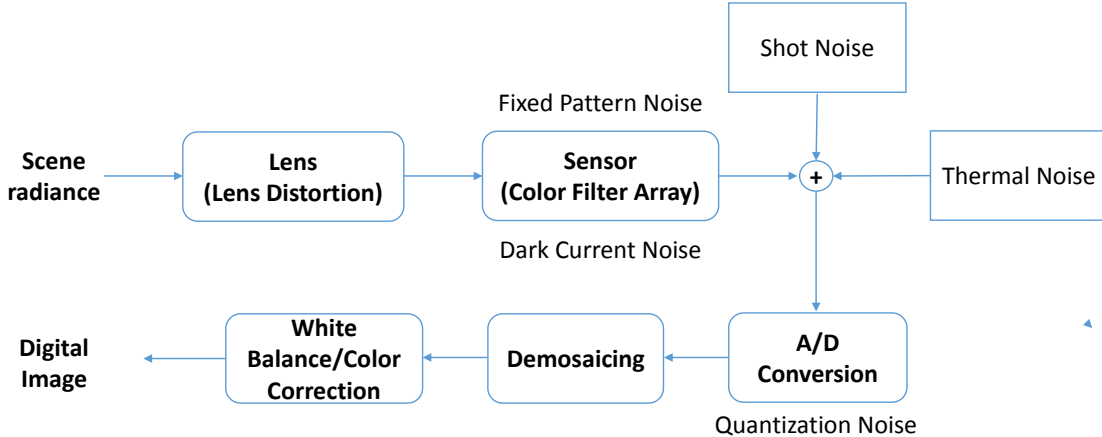 Shot Noise
Fixed Pattern Noise
Scene
radiance
Lens
(Lens Distortion)
Sensor
(Color Filter Array)
+
Thermal Noise
Dark Current Noise
Digital
Image
White
Balance/Color
Correction
Demosaicing
A/D
Conversion
Quantization Noise